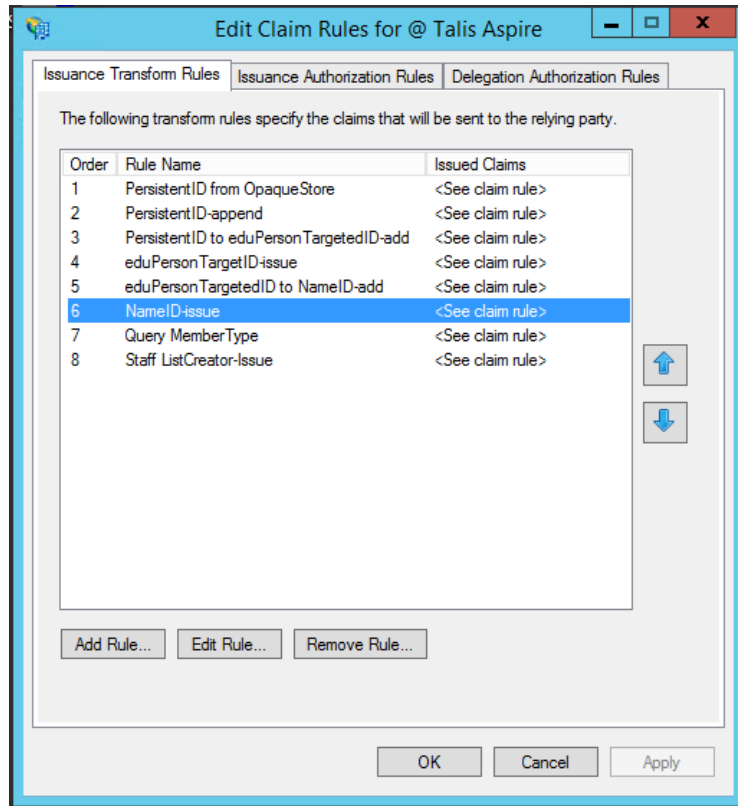 Edit Claim Rules for @ Talis Aspire
Issuance Transform Rules Issuance Authorization Rules Delegation Authorization Rules
The following transform rules specify the claims that will be sent to the relying party.
Order Rule Name Issued Claims
1 PersistentID from OpaqueStore <See claim rule>
2 PersistentID-append <See claim rule>
3 PersistentID to eduPersonTargetedID-add <See claim rule>
4 eduPersonTargetID-issue <See claim rule>
5 eduPersonTargetedID to NameID-add <See claim rule>
6 NameID-issue <See claim rule>
7 Query MemberType <See claim rule>
8 Staff ListCreator-Issue <See claim rule>
Add Rule... Edit Rule... Remove Rule...
OK Cancel Apply